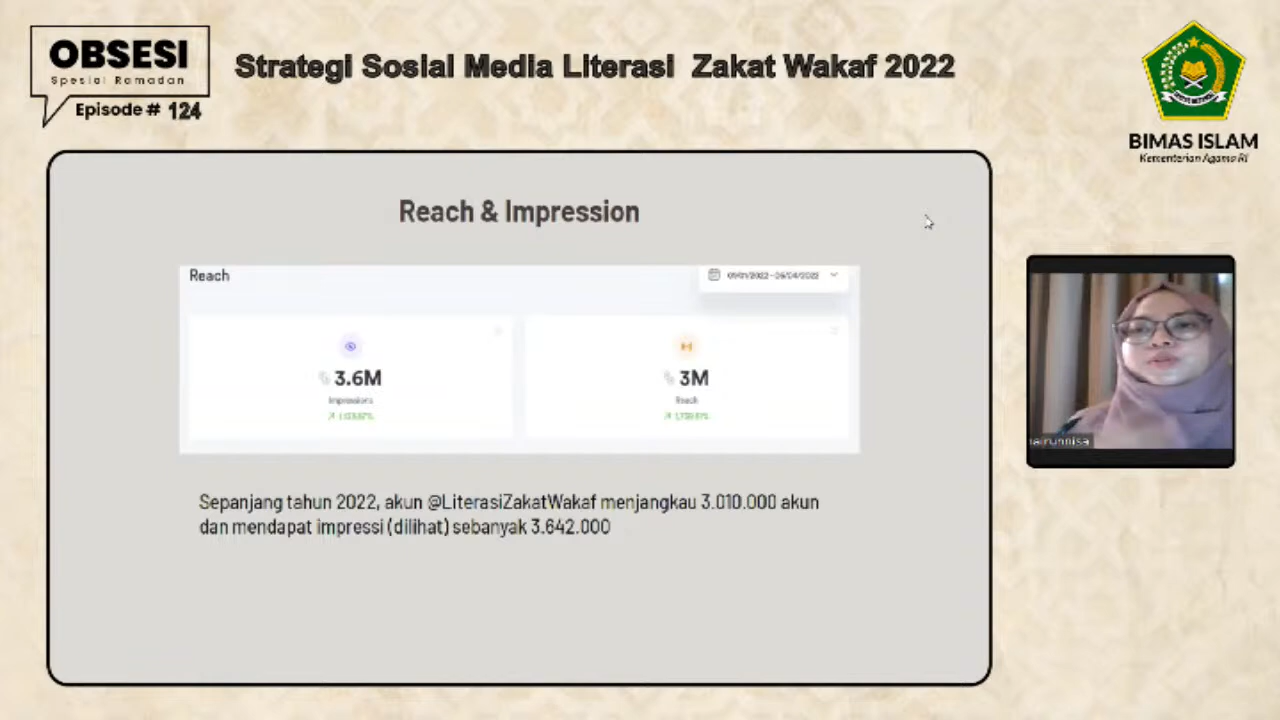 OBSESI
Spesial Ramadan
Episode # 124
Strategi Sosial Media Literasi Zakat Wakaf 2022
BIMAS ISLAM
Kementerian Agama RI
Reach & Impression
Reach
3.6M
Impressions
3M
Reach
Sepanjang tahun 2022, akun @LiterasiZakatWakaf menjangkau 3.010.000 akun
dan mendapat impressi (dilihat) sebanyak 3.642.000